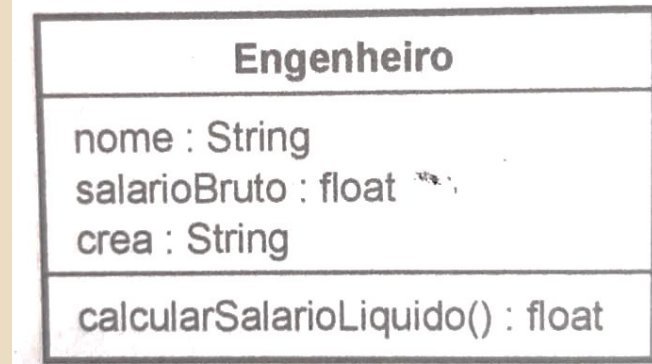 Engenheiro
nome : String
salarioBruto : float
crea : String
calcularSalarioLiquido() : float